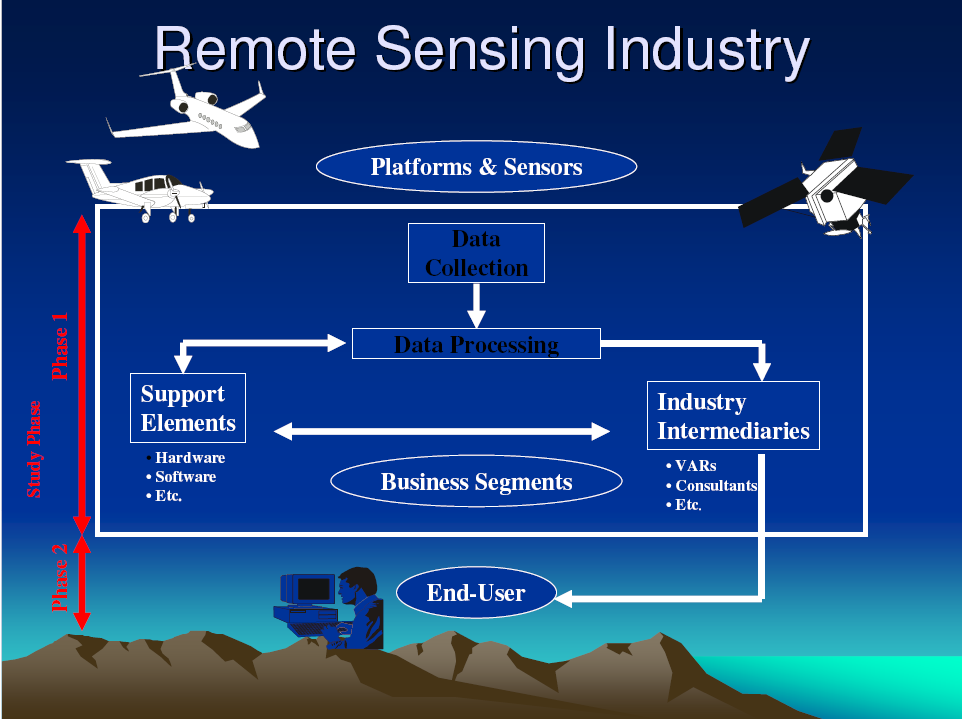 Remote Sensing Industry
Platforms & Sensors
Data
Collection
Data Processing
Support
Elements
• Hardware
• Software
• Etc.
Industry
Intermediaries
• VARs
• Consultants
• Etc.
Business Segments
End-User
Study Phase
Phase 1
Phase 2